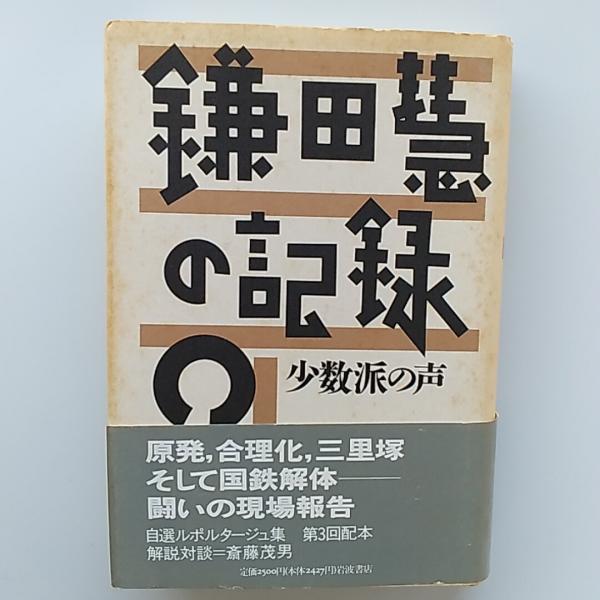 鎌田慧
の記録
少数派の声
原発,合理化,三里塚
そして国鉄解体――
闘いの現場報告
自選ルポルタージュ集 第3回配本
解説対談=斎藤茂男
定価2500円(本体2427円)岩波書店